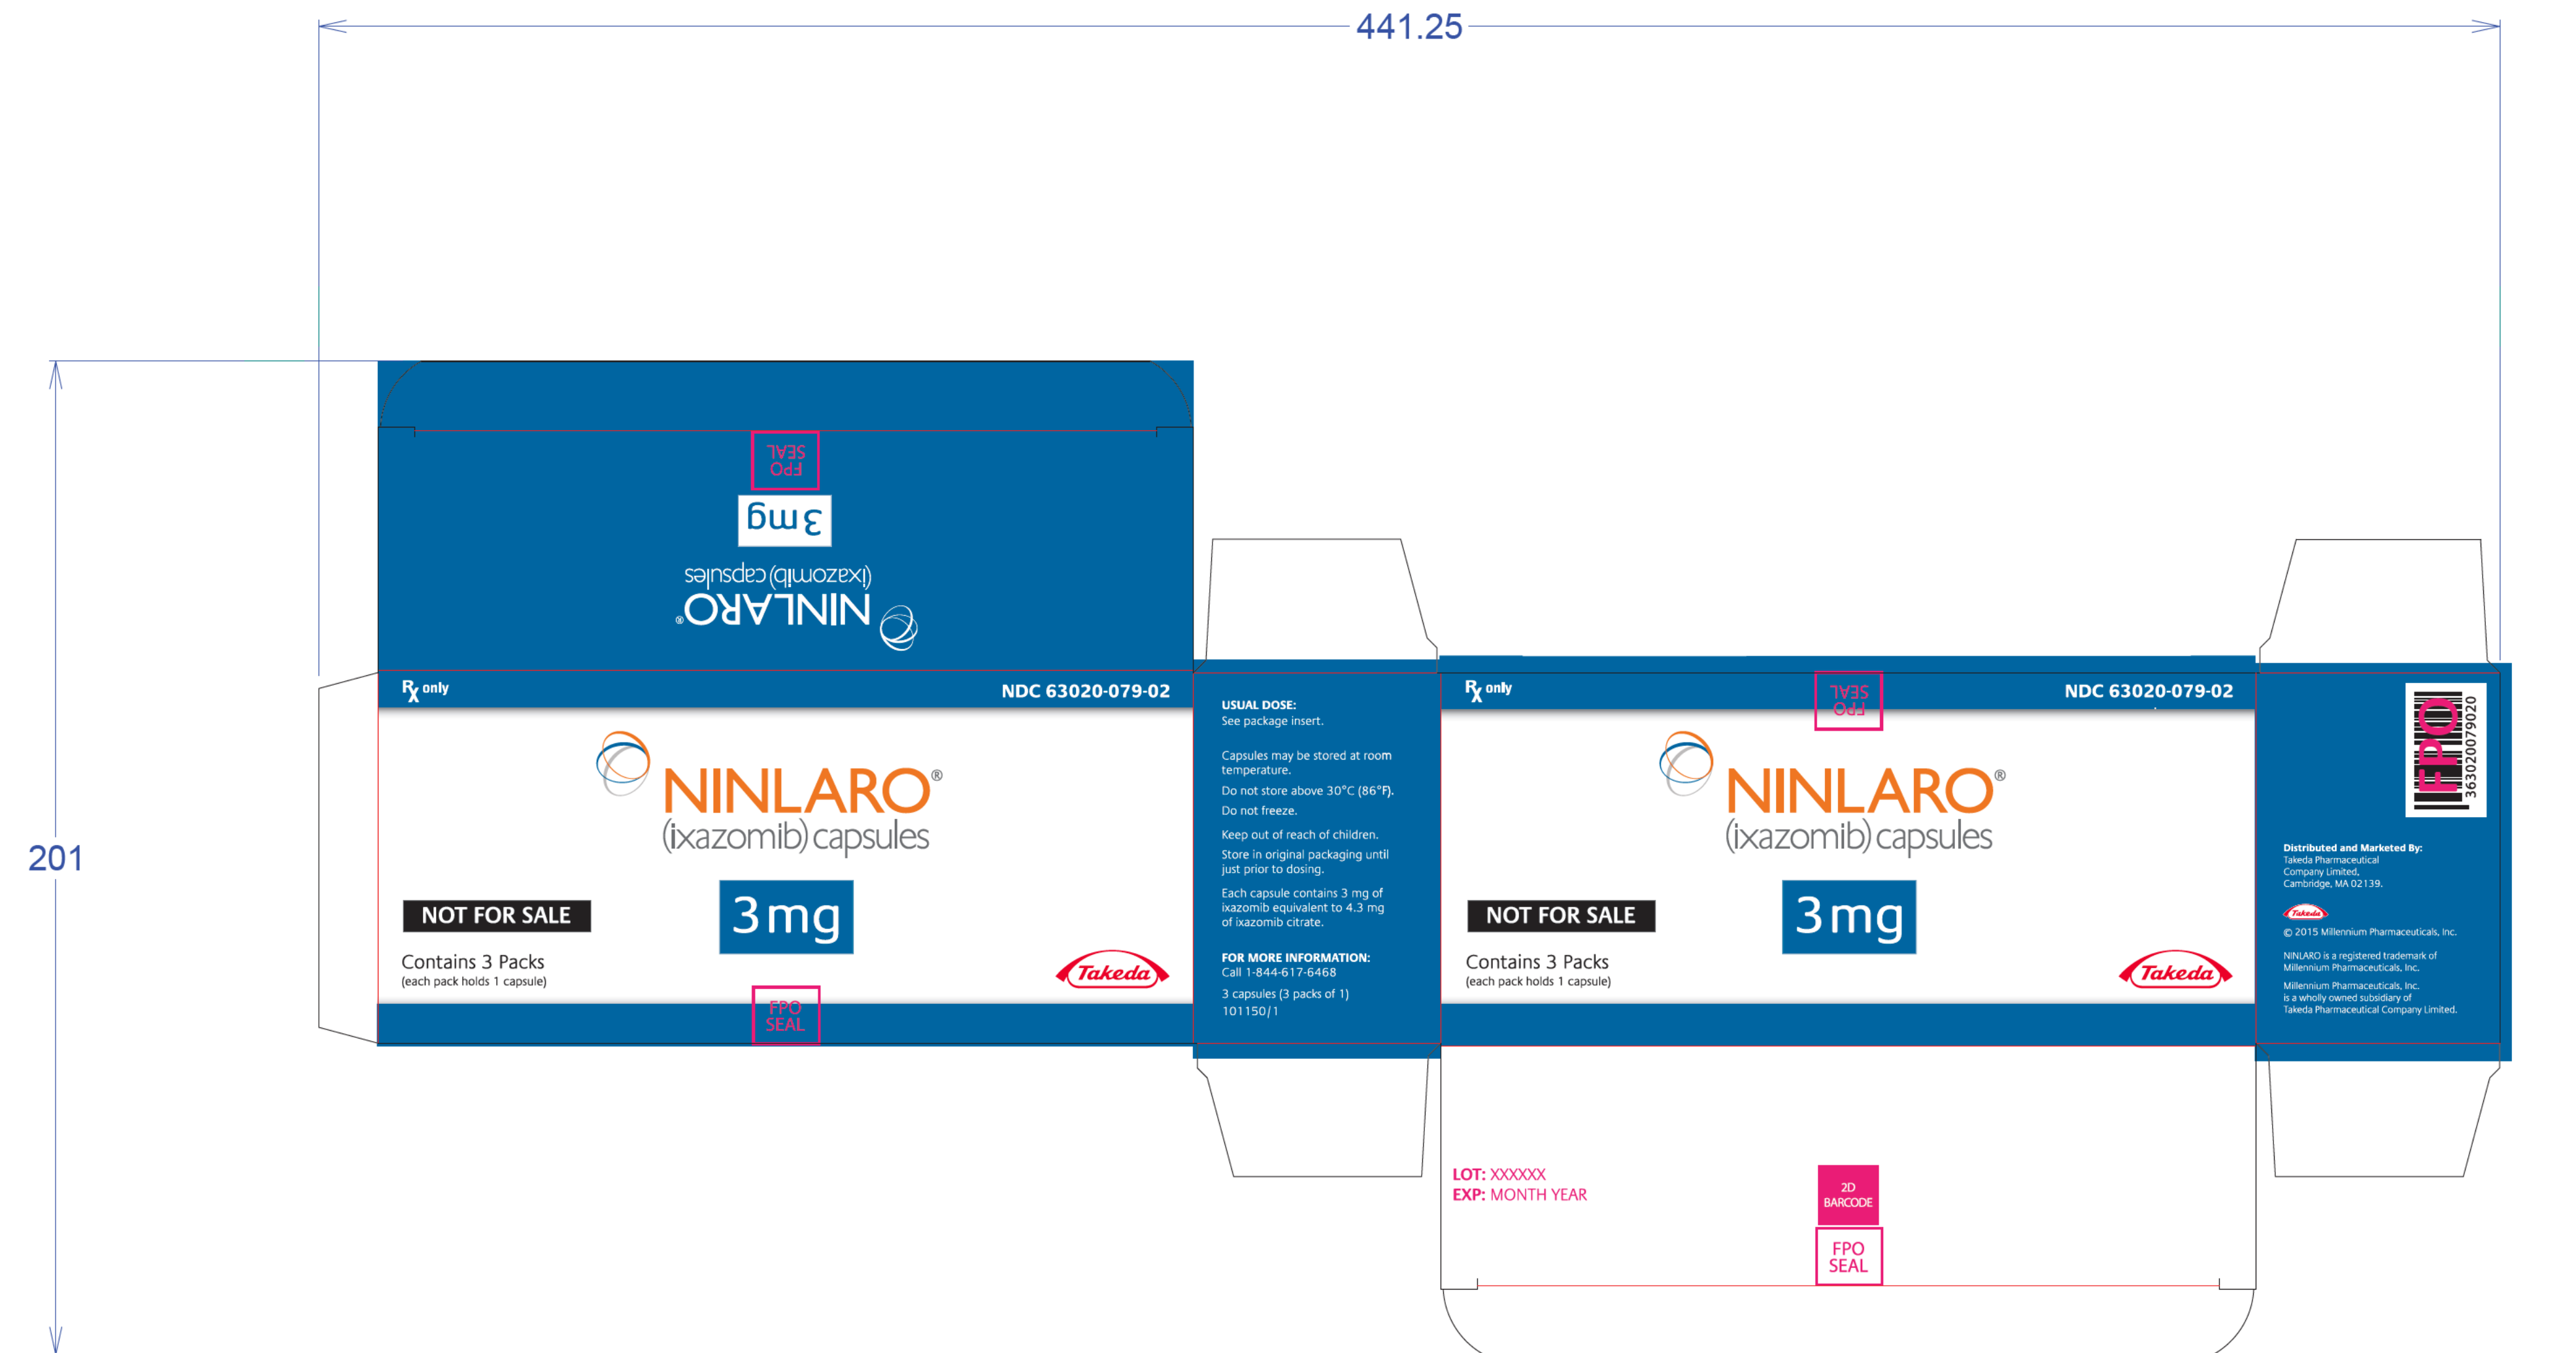 441.25
201
FPO
SEAL
3 mg
NINLARO®
(ixazomib) capsules
Rx only
NDC 63020-079-02
NINLARO®
(ixazomib) capsules
NOT FOR SALE
3 mg
Contains 3 Packs
(each pack holds 1 capsule)
Takeda
FPO
SEAL
USUAL DOSE:
See package insert.
Capsules may be stored at room
temperature.
Do not store above 30°C (86°F).
Do not freeze.
Keep out of reach of children.
Store in original packaging until
just prior to dosing.
Each capsule contains 3 mg of
ixazomib equivalent to 4.3 mg
of ixazomib citrate.
FOR MORE INFORMATION:
Call 1-844-617-6468
3 capsules (3 packs of 1)
101150/1
Rx only
FPO
SEAL
NDC 63020-079-02
NINLARO®
(ixazomib) capsules
NOT FOR SALE
3 mg
Contains 3 Packs
(each pack holds 1 capsule)
Takeda
LOT: XXXXXX
EXP: MONTH YEAR
2D
BARCODE
FPO
SEAL
FPO
363020079020
Distributed and Marketed By:
Takeda Pharmaceutical
Company Limited,
Cambridge, MA 02139.
Takeda
© 2015 Millennium Pharmaceuticals, Inc.
NINLARO is a registered trademark of
Millennium Pharmaceuticals, Inc.
Millennium Pharmaceuticals, Inc.
is a wholly owned subsidiary of
Takeda Pharmaceutical Company Limited.